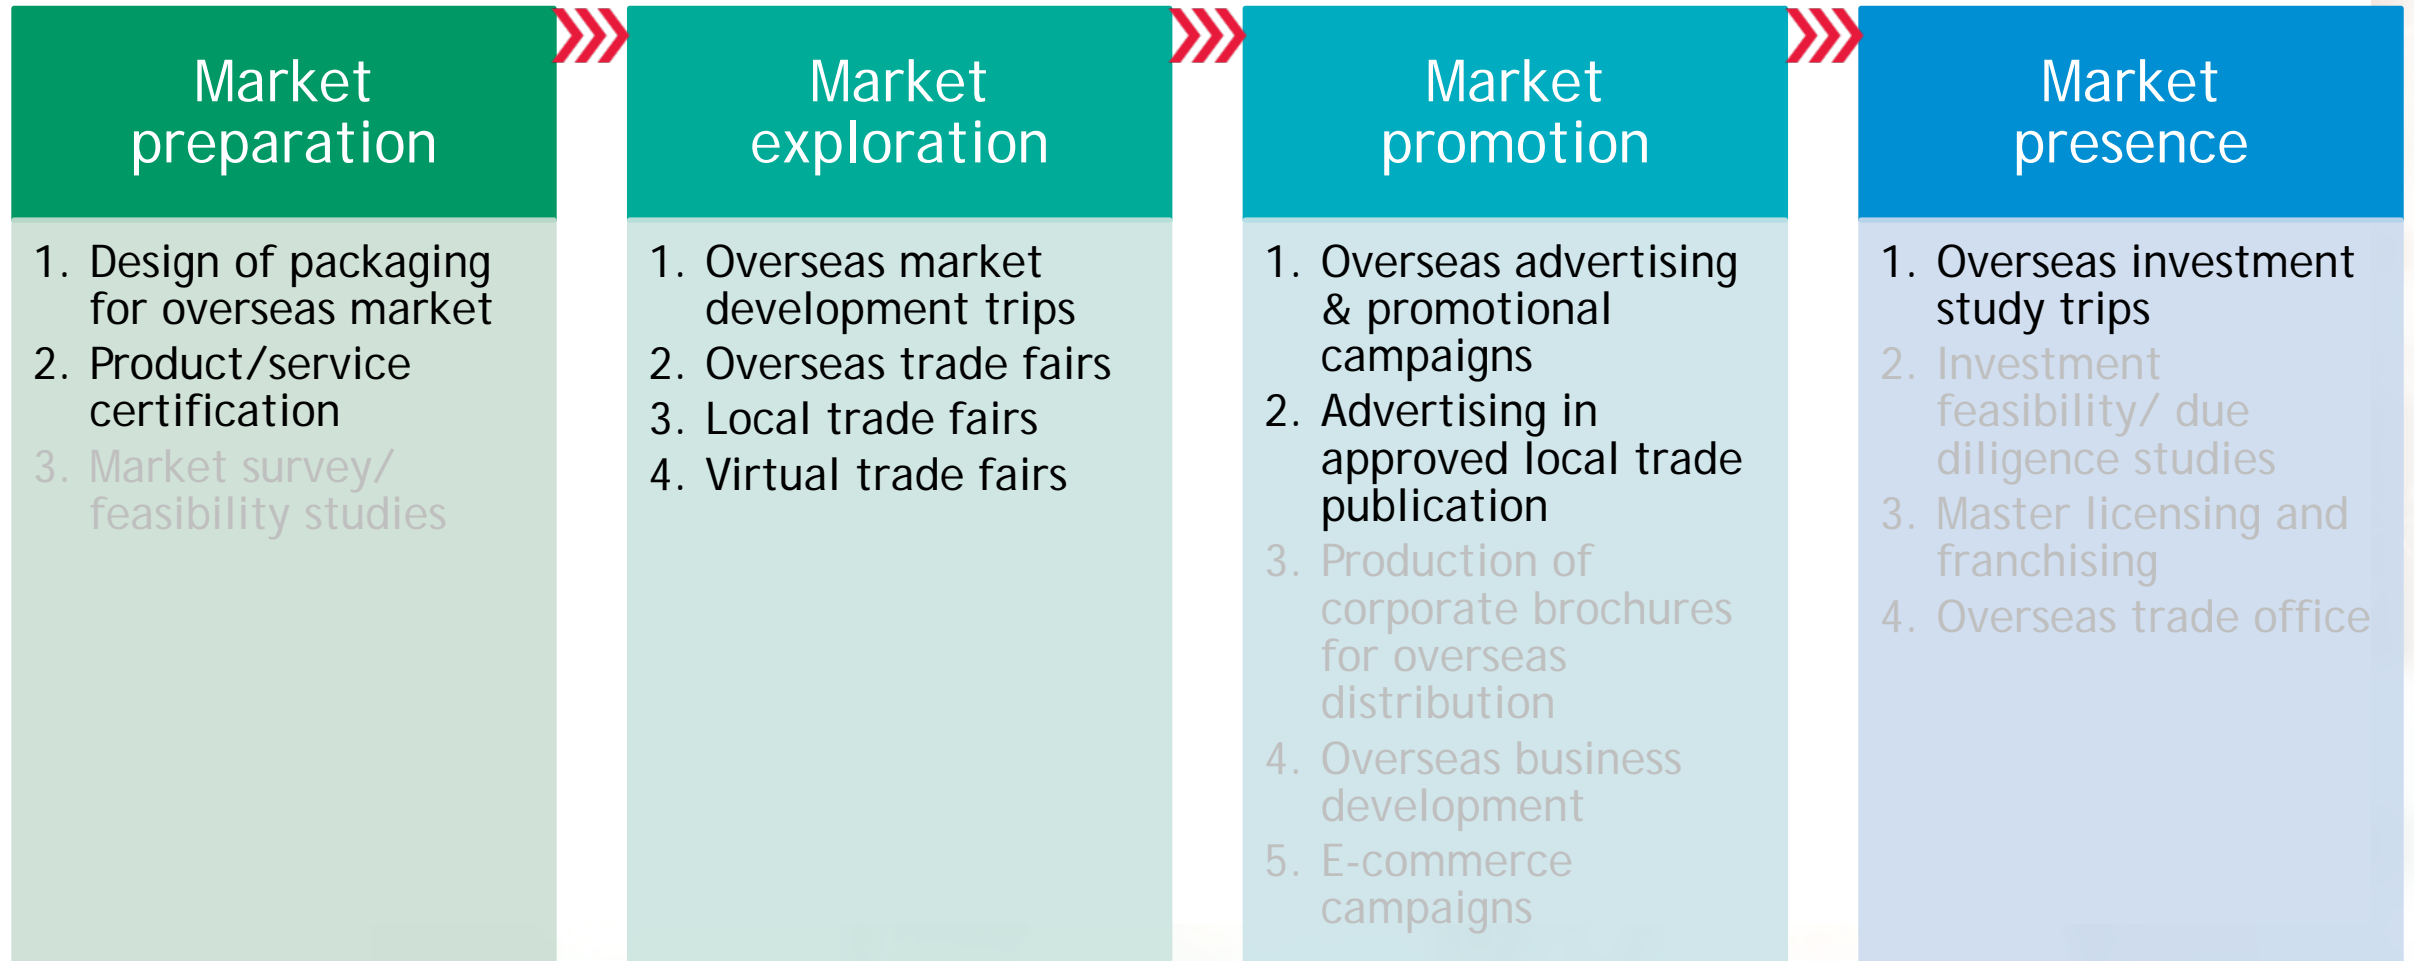 Market
preparation
1. Design of packaging
for overseas market
2. Product/service
certification
3. Market survey/
feasibility studies
Market
exploration
1. Overseas market
development trips
2. Overseas trade fairs
3. Local trade fairs
4. Virtual trade fairs
Market
promotion
1. Overseas advertising
& promotional
campaigns
2. Advertising in
approved local trade
publication
3. Production of
corporate brochures
for overseas
distribution
4. Overseas business
development
5. E-commerce
campaigns
Market
presence
1. Overseas investment
study trips
2. Investment
feasibility/ due
diligence studies
3. Master licensing and
franchising
4. Overseas trade office